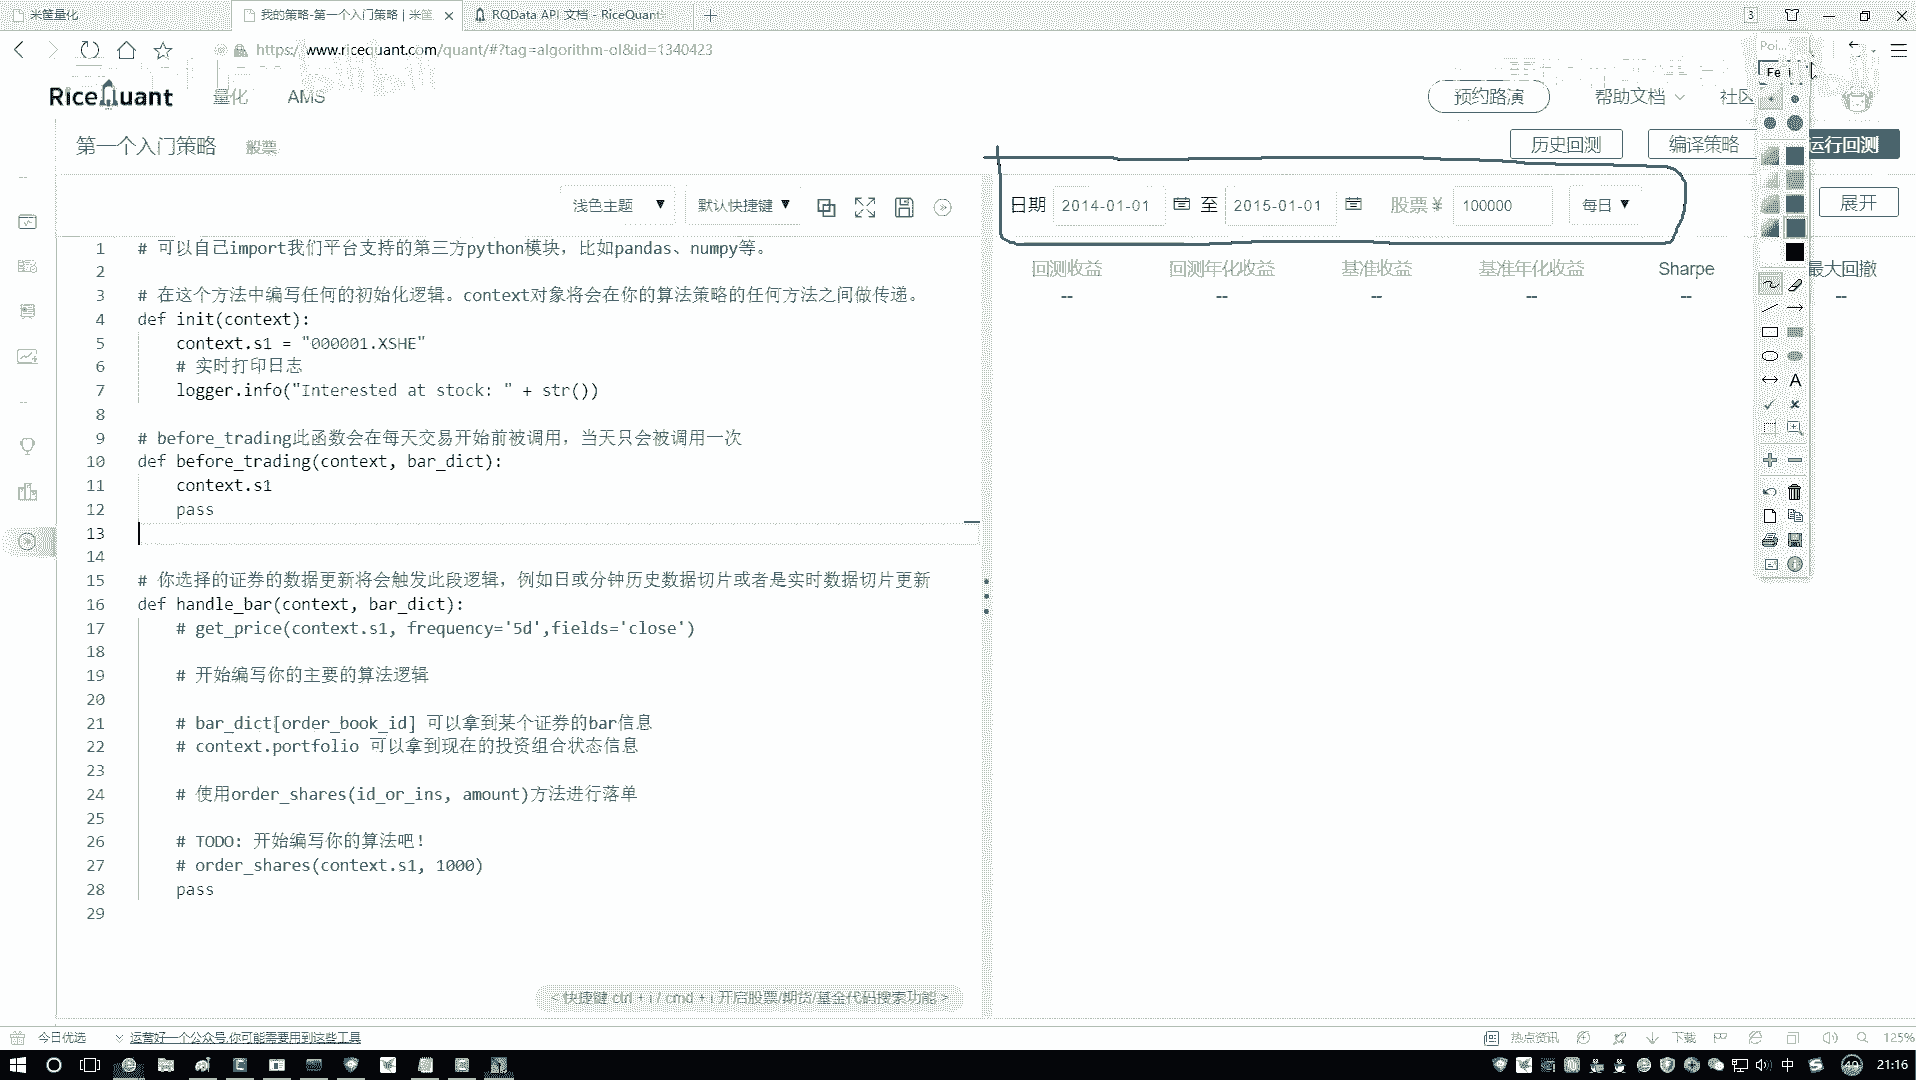 米筐量化
我的策略-第一个入门策略 | 米筐
RQData API 文档 - RiceQuant
3
https://www.ricequant.com/quant/#?tag=algorithm-ol&id=1340423
Poi...
Fe
RiceQuant
量化
AMS
预约路演
帮助文档
社区
第一个入门策略
股票
历史回测
编译策略
运行回测
浅色主题 ▼
默认快捷键 ▼
日期 2014-01-01 至 2015-01-01 股票 ¥ 100000 每日 ▼
展开
回测收益 回测年化收益 基准收益 基准年化收益 Sharpe 最大回撤
-- -- -- -- -- --
1 # 可以自己import我们平台支持的第三方python模块，比如pandas、numpy等。
2
3 # 在这个方法中编写任何的初始化逻辑。context对象将会在你的算法策略的任何方法之间做传递。
4 def init(context):
5 context.s1 = "000001.XSHE"
6 # 实时打印日志
7 logger.info("Interested at stock: " + str())
8
9 # before_trading此函数会在每天交易开始前被调用，当天只会被调用一次
10 def before_trading(context, bar_dict):
11 context.s1
12 pass
13
14
15 # 你选择的证券的数据更新将会触发此段逻辑，例如日或分钟历史数据切片或者是实时数据切片更新
16 def handle_bar(context, bar_dict):
17 # get_price(context.s1, frequency='5d',fields='close')
18
19 # 开始编写你的主要的算法逻辑
20
21 # bar_dict[order_book_id] 可以拿到某个证券的bar信息
22 # context.portfolio 可以拿到现在的投资组合状态信息
23
24 # 使用order_shares(id_or_ins, amount)方法进行落单
25
26 # TODO: 开始编写你的算法吧！
27 # order_shares(context.s1, 1000)
28 pass
29
< 快捷键 ctrl + i / cmd + i 开启股票/期货/基金代码搜索功能 >
今日优选
运营好一个公众号,你可能需要用到这些工具
热点资讯
下载
125%
中
49
21:16